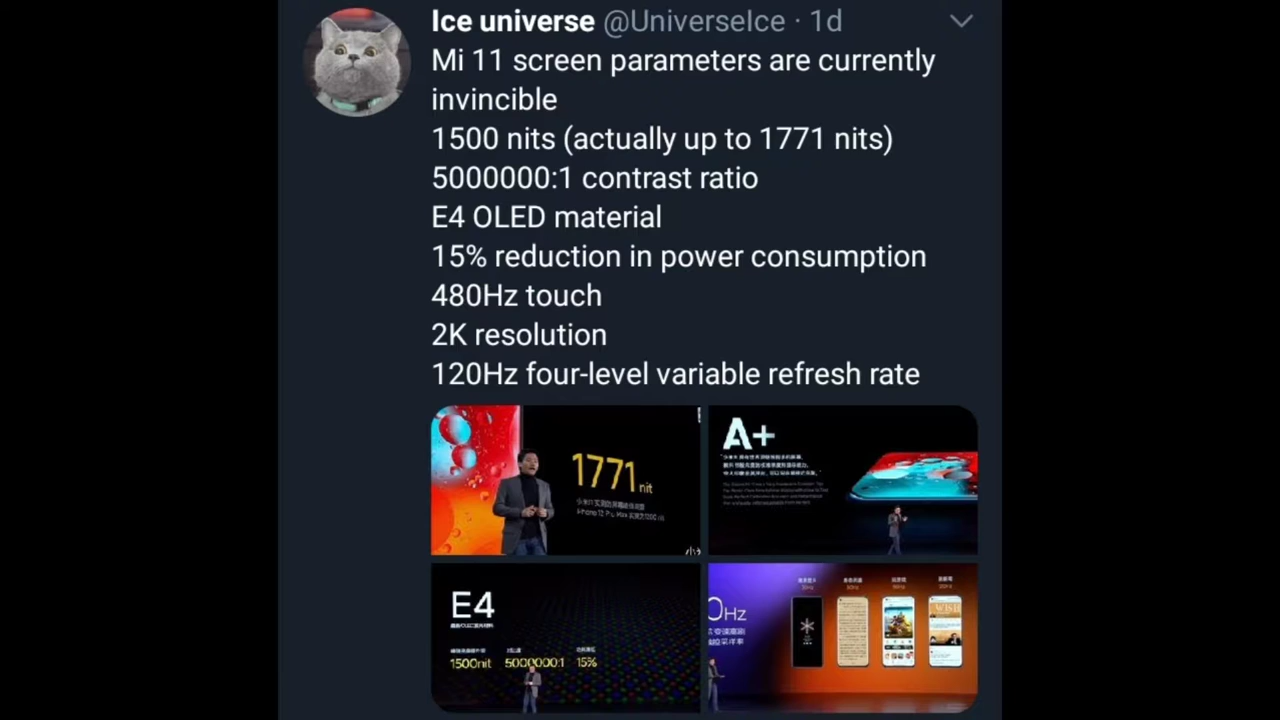 Ice universe @UniverseIce · 1d
Mi 11 screen parameters are currently
invincible
1500 nits (actually up to 1771 nits)
5000000:1 contrast ratio
E4 OLED material
15% reduction in power consumption
480Hz touch
2K resolution
120Hz four-level variable refresh rate
1771 nit
A+
E4
1500nit 5000000:1 15%
0Hz
WISH